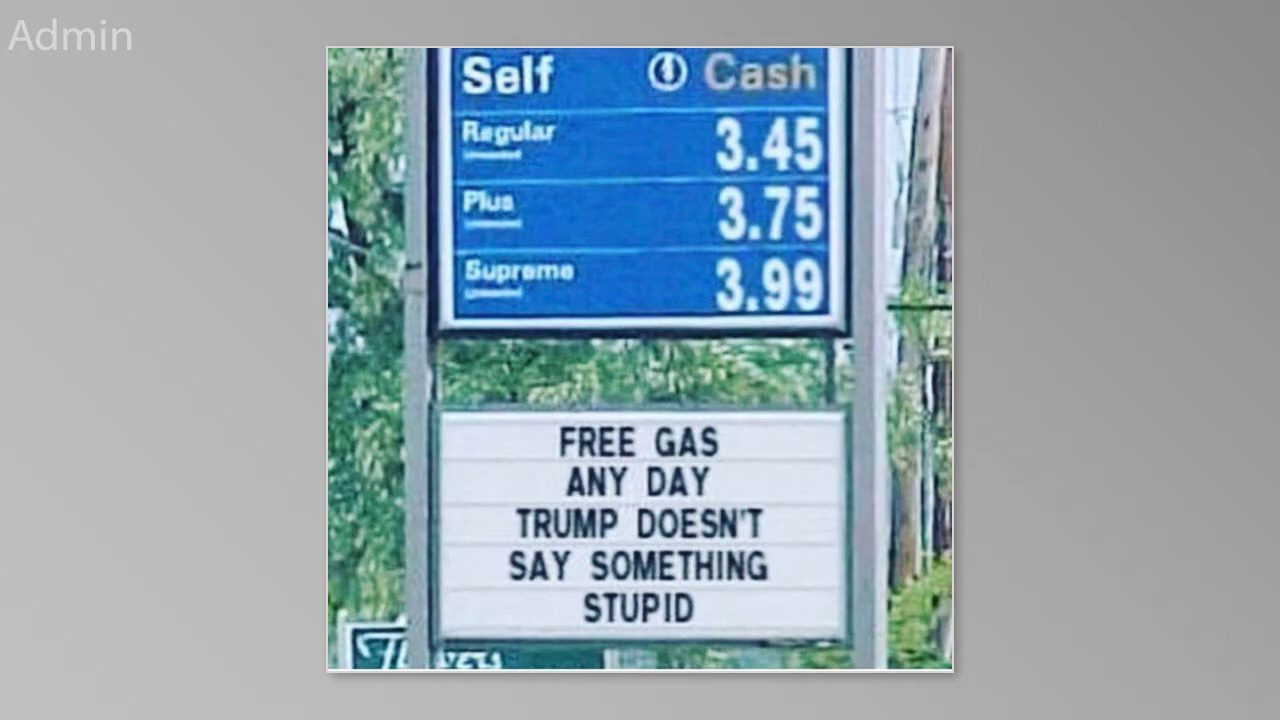 Admin
Self Cash
Regular 3.45
Plus 3.75
Supreme 3.99
FREE GAS
ANY DAY
TRUMP DOESN'T
SAY SOMETHING
STUPID